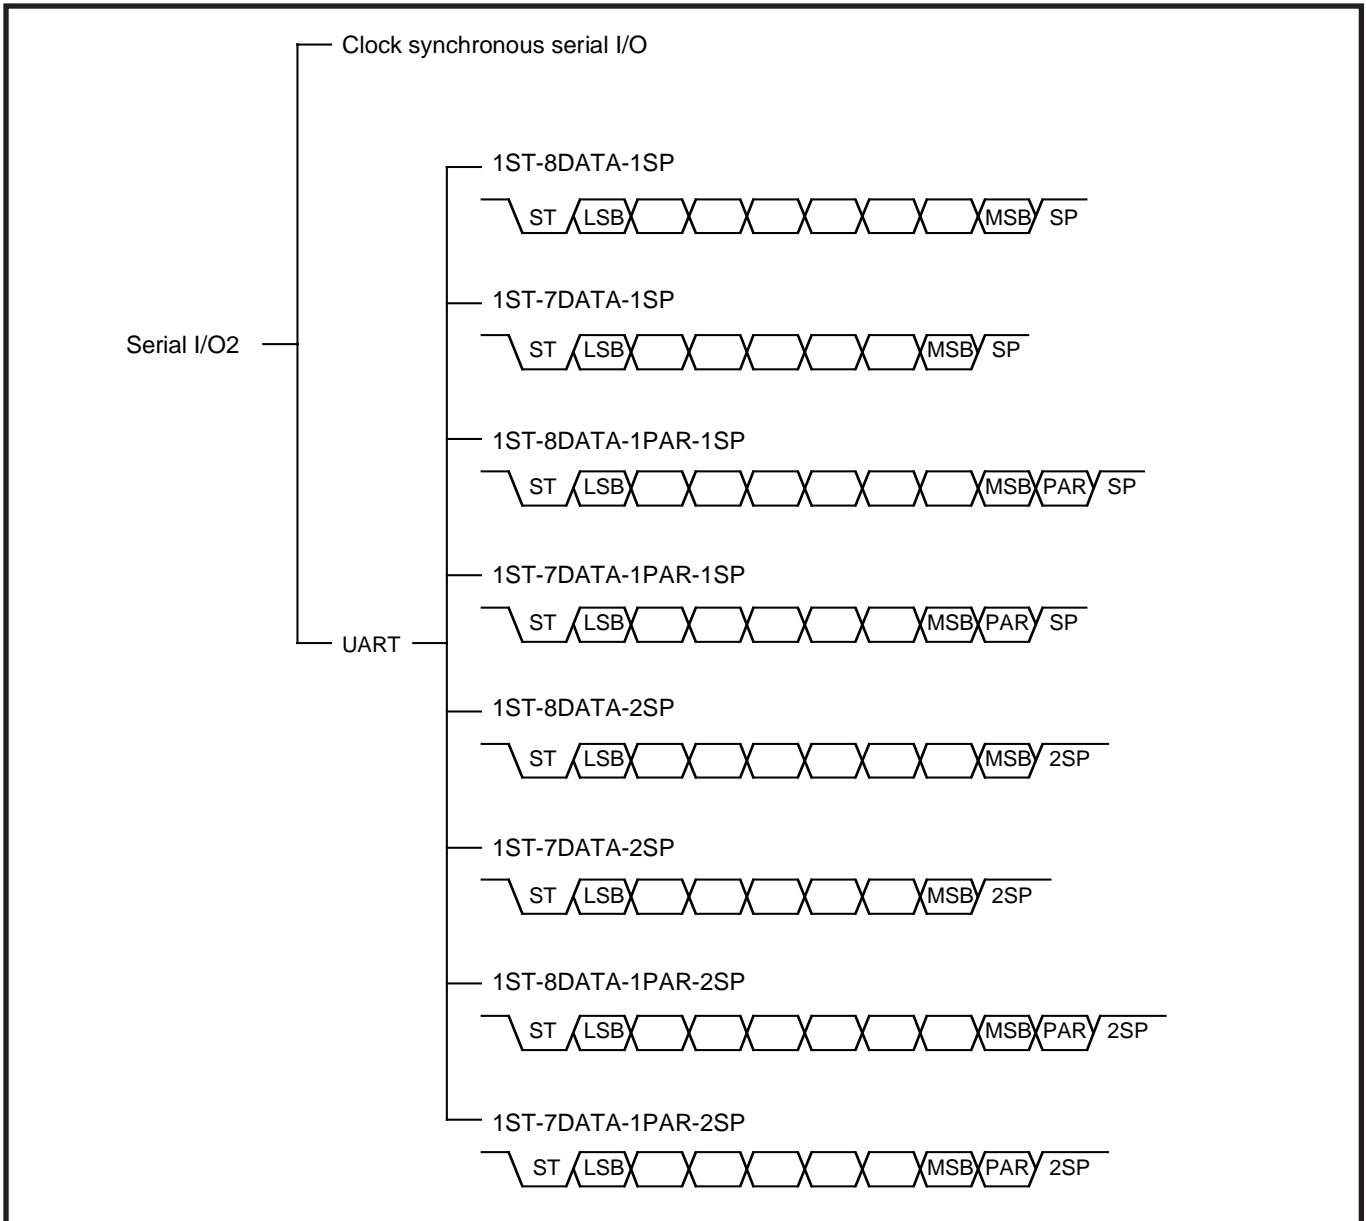 Clock synchronous serial I/O
1ST-8DATA-1SP
ST LSB MSB SP
1ST-7DATA-1SP
ST LSB MSB SP
Serial I/O2
1ST-8DATA-1PAR-1SP
ST LSB MSB PAR SP
1ST-7DATA-1PAR-1SP
ST LSB MSB PAR SP
UART
1ST-8DATA-2SP
ST LSB MSB 2SP
1ST-7DATA-2SP
ST LSB MSB 2SP
1ST-8DATA-1PAR-2SP
ST LSB MSB PAR 2SP
1ST-7DATA-1PAR-2SP
ST LSB MSB PAR 2SP